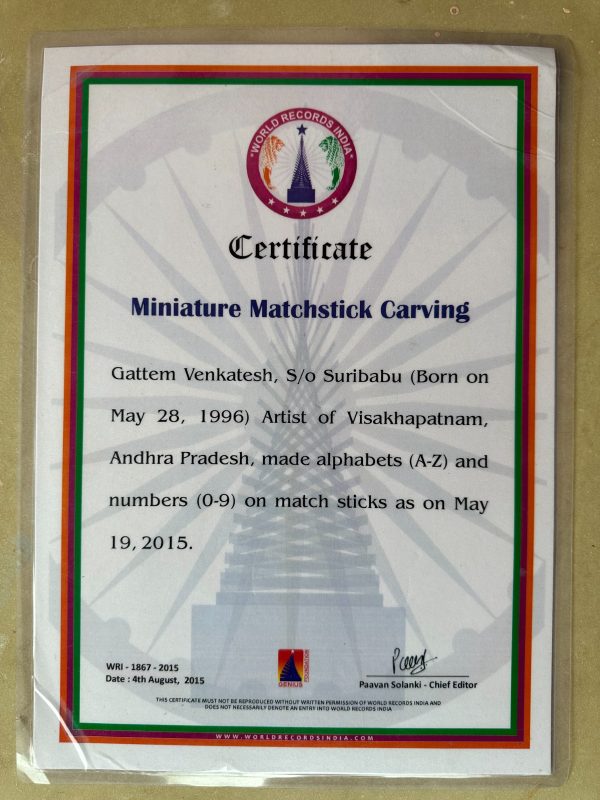 *WORLD RECORDS INDIA*
Certificate
Miniature Matchstick Carving
Gattem Venkatesh, S/o Suribabu (Born on
May 28, 1996) Artist of Visakhapatnam,
Andhra Pradesh, made alphabets (A-Z) and
numbers (0-9) on match sticks as on May
19, 2015.
WRI - 1867 - 2015
Date : 4th August, 2015
GENIUS
FOUNDATION
Paavan Solanki - Chief Editor
THIS CERTIFICATE MUST NOT BE REPRODUCED WITHOUT WRITTEN PERMISSION OF WORLD RECORDS INDIA AND
DOES NOT NECESSARILY DENOTE AN ENTRY INTO WORLD RECORDS INDIA
WWW.WORLDRECORDSINDIA.COM